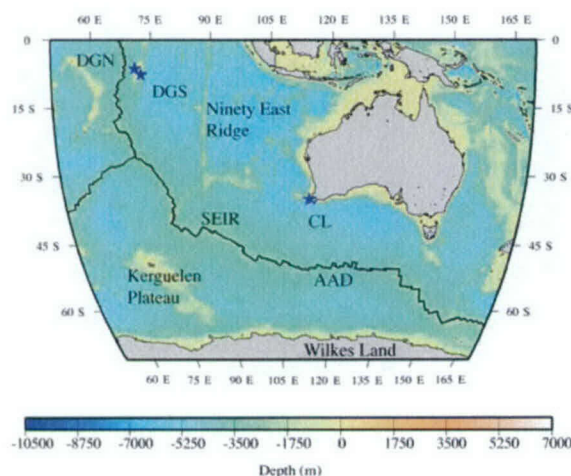 60 E 75 E 90 E 105 E 120 E 135 E 150 E 165 E
0 0
DGN
DGS
15 S 15 S
Ninety East
Ridge
30 S 30 S
SEIR CL
45 S 45 S
AAD
Kerguelen
Plateau
60 S 60 S
Wilkes Land
60 E 75 E 90 E 105 E 120 E 135 E 150 E 165 E
-10500 -8750 -7000 -5250 -3500 -1750 0 1750 3500 5250 7000
Depth (m)